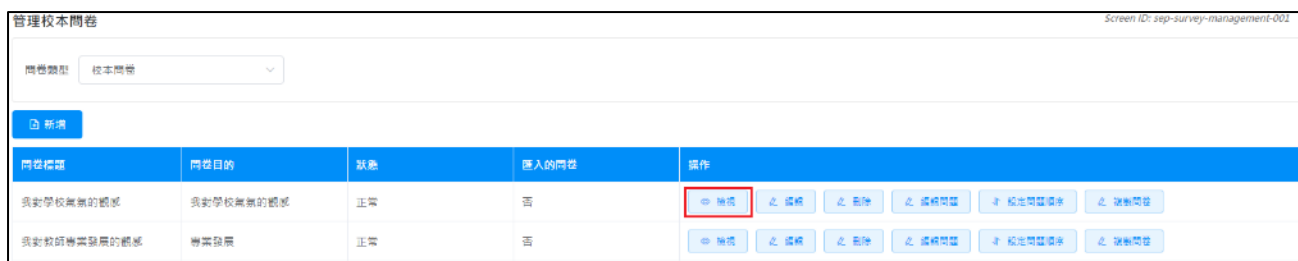 管理校本問卷 Screen ID: sep-survey-management-001
問卷類型 校本問卷
新增
問卷標題 問卷目的 狀態 匯入的問卷 操作
我對學校氣氛的觀感 我對學校氣氛的觀感 正常 否 檢視 編輯 刪除 編輯問題 設定問題順序 複製問卷
我對教師專業發展的觀感 專業發展 正常 否 檢視 編輯 刪除 編輯問題 設定問題順序 複製問卷